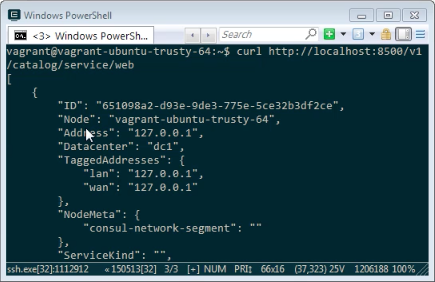 Windows PowerShell
<3> Windows PowerSh...
Search
vagrant@vagrant-ubuntu-trusty-64:~$ curl http://localhost:8500/v1
/catalog/service/web
[
    {
        "ID": "651098a2-d93e-9de3-775e-5ce32b3df2ce",
        "Node": "vagrant-ubuntu-trusty-64",
        "Address": "127.0.0.1",
        "Datacenter": "dc1",
        "TaggedAddresses": {
            "lan": "127.0.0.1",
            "wan": "127.0.0.1"
        },
        "NodeMeta": {
            "consul-network-segment": ""
        },
        "ServiceKind": "",
ssh.exe[32]:1112912 «150513[32] 3/3 [+] NUM PRI‡ 66x16 (37,323) 25V 1206188 100%